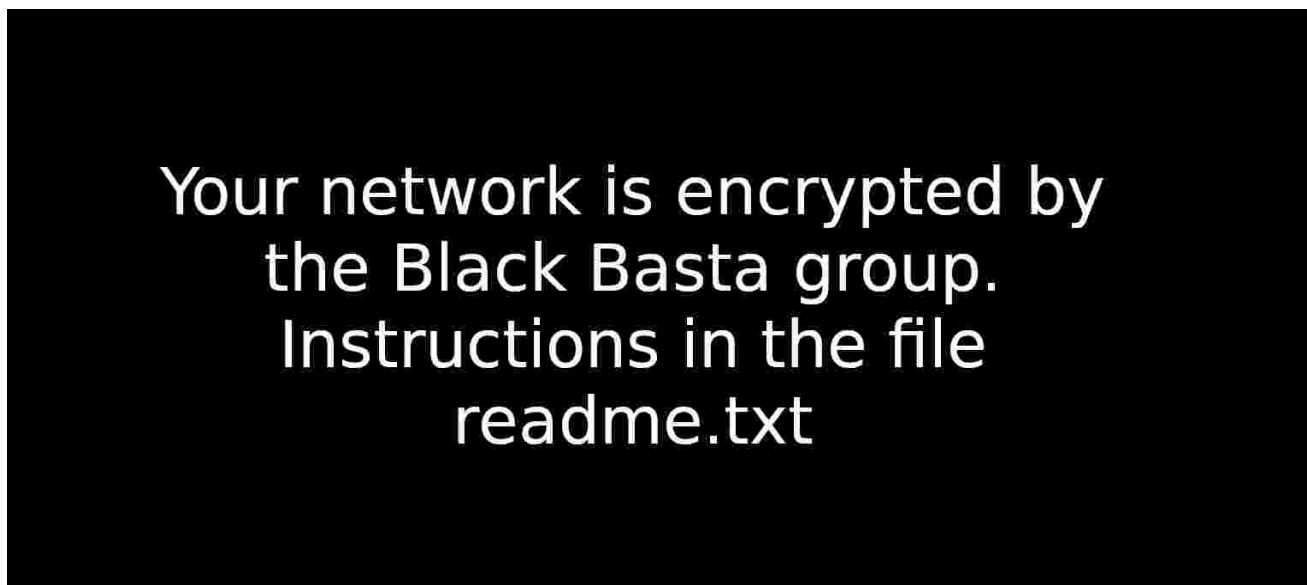 Your network is encrypted by
the Black Basta group.
Instructions in the file
readme.txt